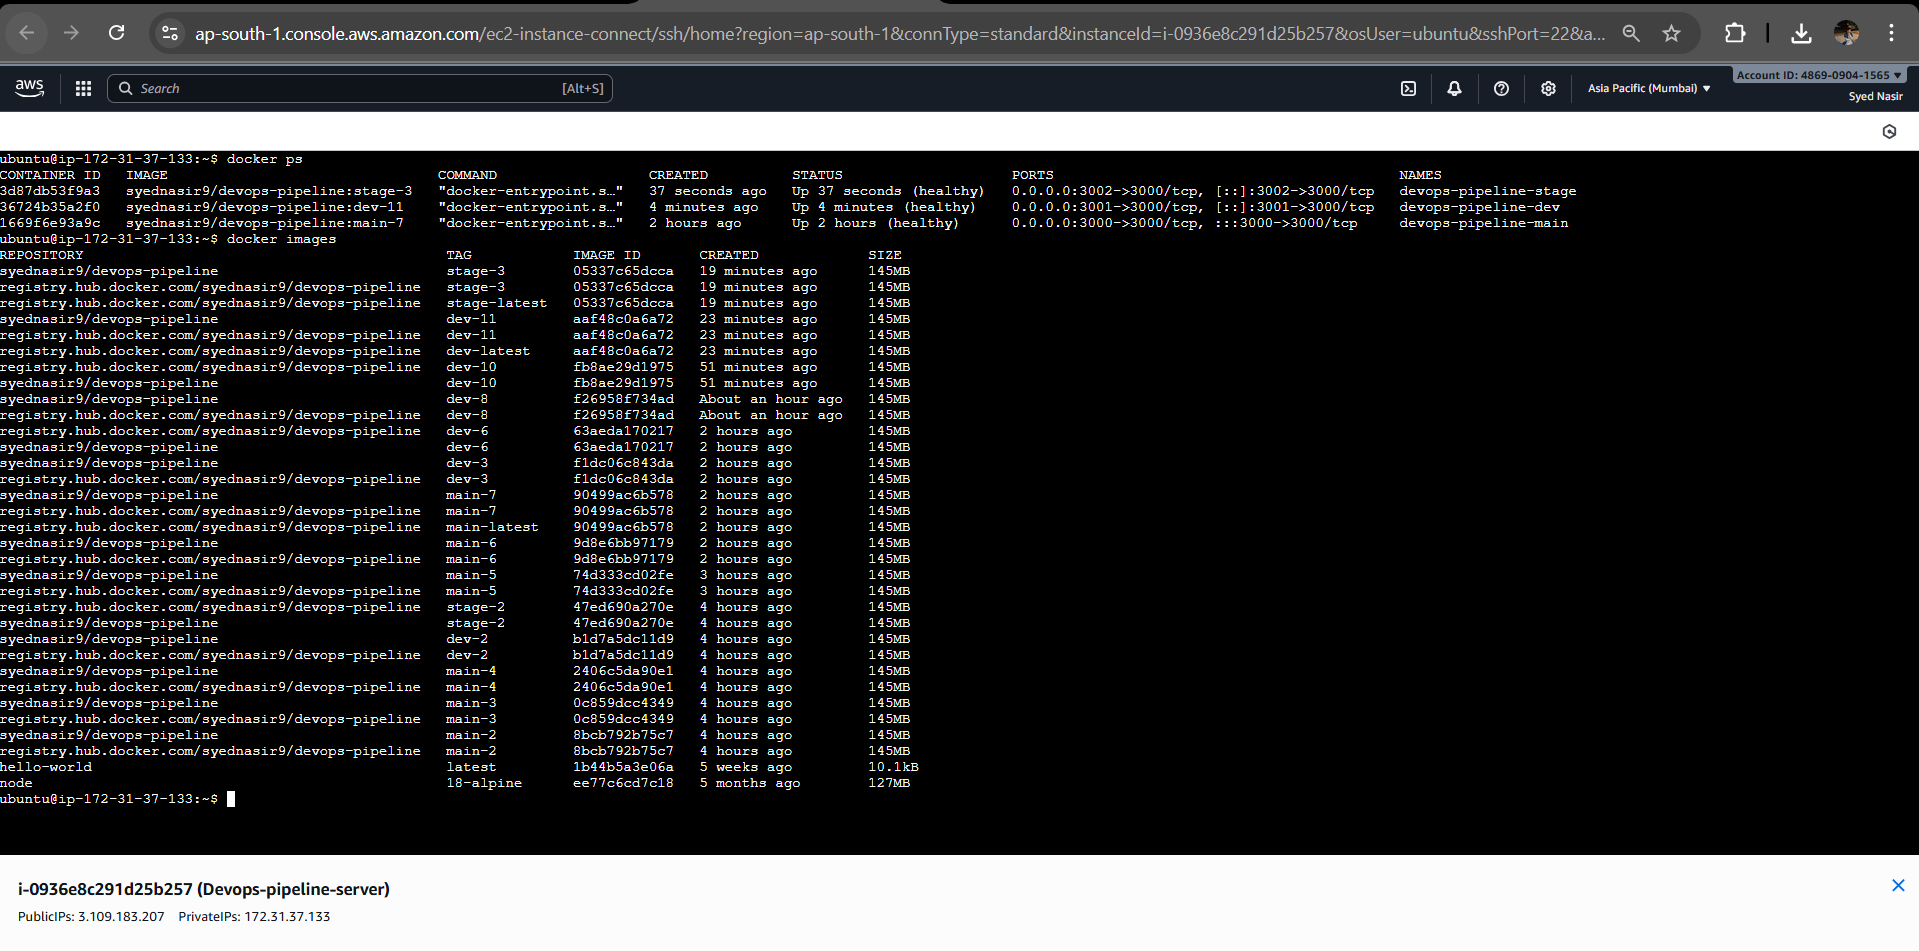 ap-south-1.console.aws.amazon.com/ec2-instance-connect/ssh/home?region=ap-south-1&connType=standard&instanceId=i-0936e8c291d25b257&osUser=ubuntu&sshPort=22&a...
aws Search [Alt+S] Asia Pacific (Mumbai) ▼ Account ID: 4869-0904-1565 ▼
Syed Nasir
ubuntu@ip-172-31-37-133:~$ docker ps
CONTAINER ID IMAGE COMMAND CREATED STATUS PORTS NAMES
3d87db53f9a3 syednasir9/devops-pipeline:stage-3 "docker-entrypoint.s…" 37 seconds ago Up 37 seconds (healthy) 0.0.0.0:3002->3000/tcp, [::]:3002->3000/tcp devops-pipeline-stage
36724b35a2f0 syednasir9/devops-pipeline:dev-11 "docker-entrypoint.s…" 4 minutes ago Up 4 minutes (healthy) 0.0.0.0:3001->3000/tcp, [::]:3001->3000/tcp devops-pipeline-dev
1669f6e93a9c syednasir9/devops-pipeline:main-7 "docker-entrypoint.s…" 2 hours ago Up 2 hours (healthy) 0.0.0.0:3000->3000/tcp, :::3000->3000/tcp devops-pipeline-main
ubuntu@ip-172-31-37-133:~$ docker images
REPOSITORY TAG IMAGE ID CREATED SIZE
syednasir9/devops-pipeline stage-3 05337c65dcca 19 minutes ago 145MB
registry.hub.docker.com/syednasir9/devops-pipeline stage-3 05337c65dcca 19 minutes ago 145MB
registry.hub.docker.com/syednasir9/devops-pipeline stage-latest 05337c65dcca 19 minutes ago 145MB
syednasir9/devops-pipeline dev-11 aaf48c0a6a72 23 minutes ago 145MB
registry.hub.docker.com/syednasir9/devops-pipeline dev-11 aaf48c0a6a72 23 minutes ago 145MB
registry.hub.docker.com/syednasir9/devops-pipeline dev-latest aaf48c0a6a72 23 minutes ago 145MB
registry.hub.docker.com/syednasir9/devops-pipeline dev-10 fb8ae29d1975 51 minutes ago 145MB
syednasir9/devops-pipeline dev-10 fb8ae29d1975 51 minutes ago 145MB
syednasir9/devops-pipeline dev-8 f26958f734ad About an hour ago 145MB
registry.hub.docker.com/syednasir9/devops-pipeline dev-8 f26958f734ad About an hour ago 145MB
registry.hub.docker.com/syednasir9/devops-pipeline dev-6 63aeda170217 2 hours ago 145MB
syednasir9/devops-pipeline dev-6 63aeda170217 2 hours ago 145MB
syednasir9/devops-pipeline dev-3 f1dc06c843da 2 hours ago 145MB
registry.hub.docker.com/syednasir9/devops-pipeline dev-3 f1dc06c843da 2 hours ago 145MB
syednasir9/devops-pipeline main-7 90499ac6b578 2 hours ago 145MB
registry.hub.docker.com/syednasir9/devops-pipeline main-7 90499ac6b578 2 hours ago 145MB
registry.hub.docker.com/syednasir9/devops-pipeline main-latest 90499ac6b578 2 hours ago 145MB
syednasir9/devops-pipeline main-6 9d8e6bb97179 2 hours ago 145MB
registry.hub.docker.com/syednasir9/devops-pipeline main-6 9d8e6bb97179 2 hours ago 145MB
syednasir9/devops-pipeline main-5 74d333cd02fe 3 hours ago 145MB
registry.hub.docker.com/syednasir9/devops-pipeline main-5 74d333cd02fe 3 hours ago 145MB
registry.hub.docker.com/syednasir9/devops-pipeline stage-2 47ed690a270e 4 hours ago 145MB
syednasir9/devops-pipeline stage-2 47ed690a270e 4 hours ago 145MB
syednasir9/devops-pipeline dev-2 b1d7a5dc11d9 4 hours ago 145MB
registry.hub.docker.com/syednasir9/devops-pipeline dev-2 b1d7a5dc11d9 4 hours ago 145MB
syednasir9/devops-pipeline main-4 2406c5da90e1 4 hours ago 145MB
registry.hub.docker.com/syednasir9/devops-pipeline main-4 2406c5da90e1 4 hours ago 145MB
syednasir9/devops-pipeline main-3 0c859dcc4349 4 hours ago 145MB
registry.hub.docker.com/syednasir9/devops-pipeline main-3 0c859dcc4349 4 hours ago 145MB
syednasir9/devops-pipeline main-2 8bcb792b75c7 4 hours ago 145MB
registry.hub.docker.com/syednasir9/devops-pipeline main-2 8bcb792b75c7 4 hours ago 145MB
hello-world latest 1b44b5a3e06a 5 weeks ago 10.1kB
node 18-alpine ee77c6cd7c18 5 months ago 127MB
ubuntu@ip-172-31-37-133:~$
i-0936e8c291d25b257 (Devops-pipeline-server)
PublicIPs: 3.109.183.207 PrivateIPs: 172.31.37.133